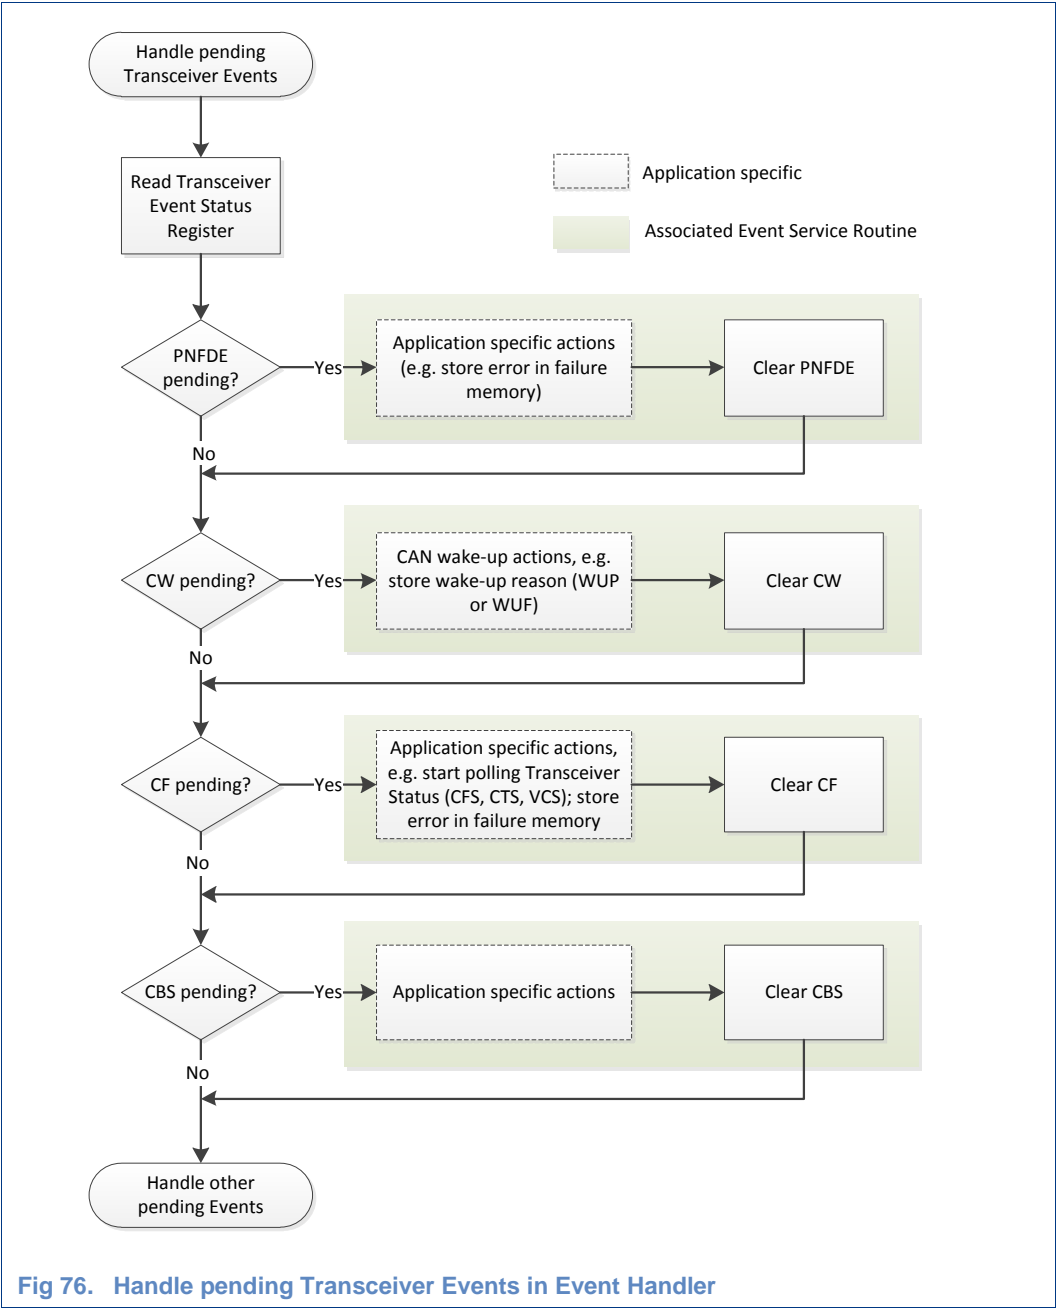 Handle pending
Transceiver Events
Read Transceiver
Event Status
Register
Application specific
Associated Event Service Routine
PNFDE
pending?
Yes
Application specific actions
(e.g. store error in failure
memory)
Clear PNFDE
No
CW pending?
Yes
CAN wake-up actions, e.g.
store wake-up reason (WUP
or WUF)
Clear CW
No
CF pending?
Yes
Application specific actions,
e.g. start polling Transceiver
Status (CFS, CTS, VCS); store
error in failure memory
Clear CF
No
CBS pending?
Yes
Application specific actions
Clear CBS
No
Handle other
pending Events
Fig 76. Handle pending Transceiver Events in Event Handler